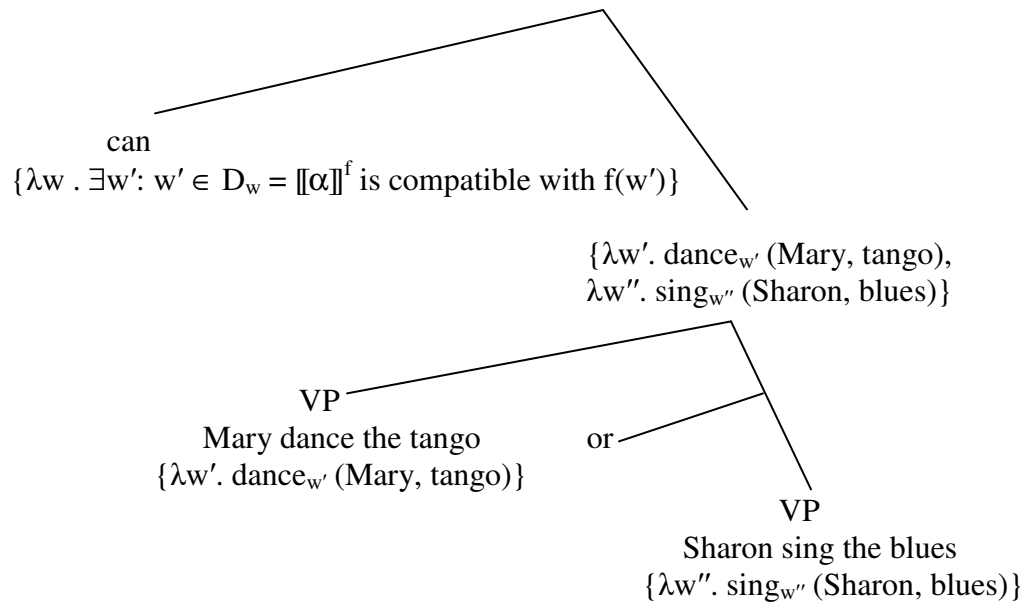 can
{λw . ∃w′: w′ ∈ D_w = ⟦α⟧^f is compatible with f(w′)}
{λw′. dance_w′ (Mary, tango),
λw″. sing_w″ (Sharon, blues)}
VP
Mary dance the tango
{λw′. dance_w′ (Mary, tango)}
or
VP
Sharon sing the blues
{λw″. sing_w″ (Sharon, blues)}